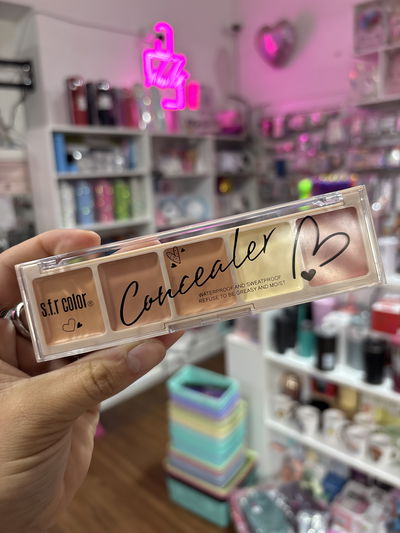 s.f.r color®
Concealer
WATERPROOF AND SWEATPROOF
REFUSE TO BE GREASY AND MOIST